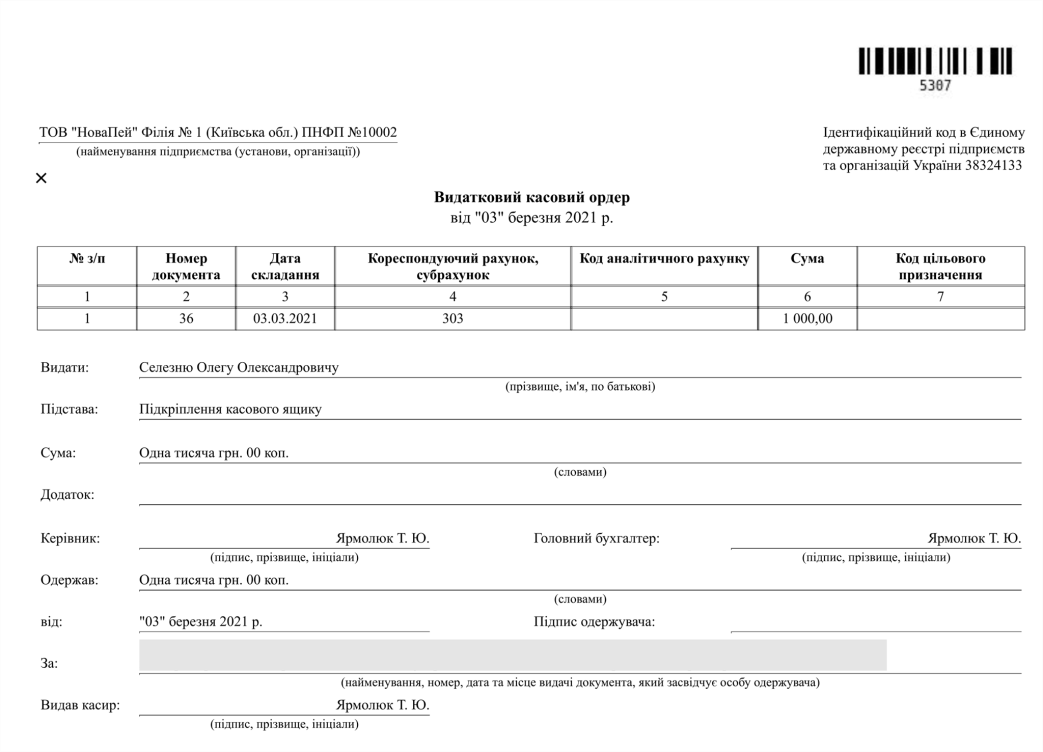 5307
ТОВ "НоваПей" Філія № 1 (Київська обл.) ПНФП №10002
(найменування підприємства (установи, організації))
Ідентифікаційний код в Єдиному
державному реєстрі підприємств
та організацій України 38324133
×
Видатковий касовий ордер
від "03" березня 2021 р.
№ з/п Номер документа Дата складання Кореспондуючий рахунок, субрахунок Код аналітичного рахунку Сума Код цільового призначення
1 2 3 4 5 6 7
1 36 03.03.2021 303 1 000,00
Видати: Селезню Олегу Олександровичу
(прізвище, ім'я, по батькові)
Підстава: Підкріплення касового ящику
Сума: Одна тисяча грн. 00 коп.
(словами)
Додаток:
Керівник: Ярмолюк Т. Ю. Головний бухгалтер: Ярмолюк Т. Ю.
(підпис, прізвище, ініціали) (підпис, прізвище, ініціали)
Одержав: Одна тисяча грн. 00 коп.
(словами)
від: "03" березня 2021 р. Підпис одержувача:
За:
(найменування, номер, дата та місце видачі документа, який засвідчує особу одержувача)
Видав касир: Ярмолюк Т. Ю.
(підпис, прізвище, ініціали)